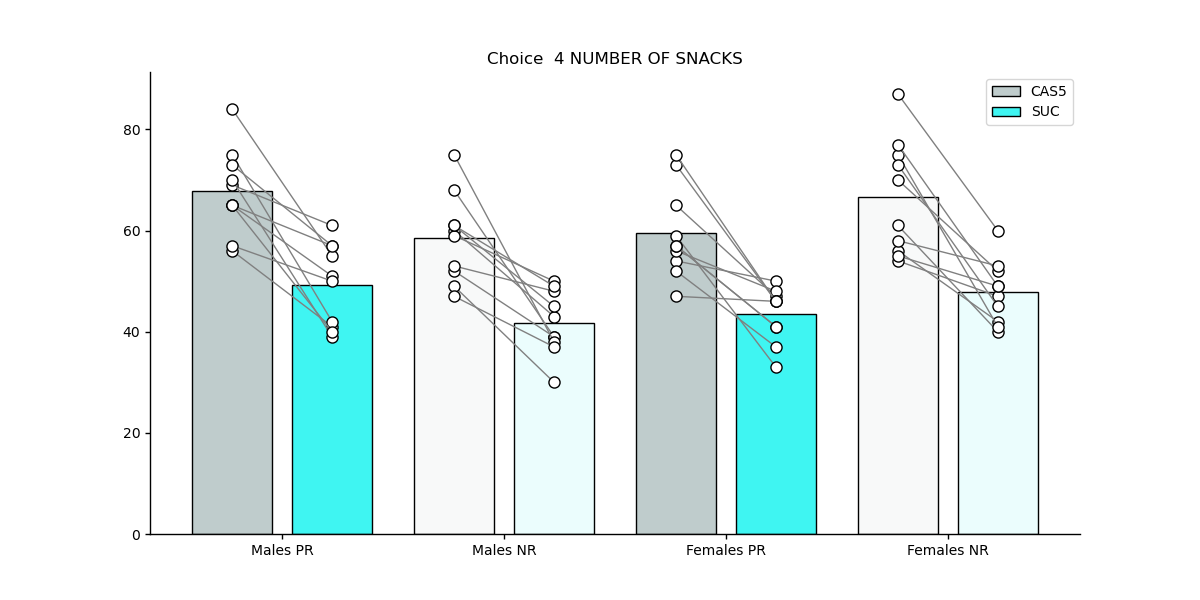 Choice  4 NUMBER OF SNACKS
CAS5
SUC
80
60
40
20
0
Males PR
Males NR
Females PR
Females NR